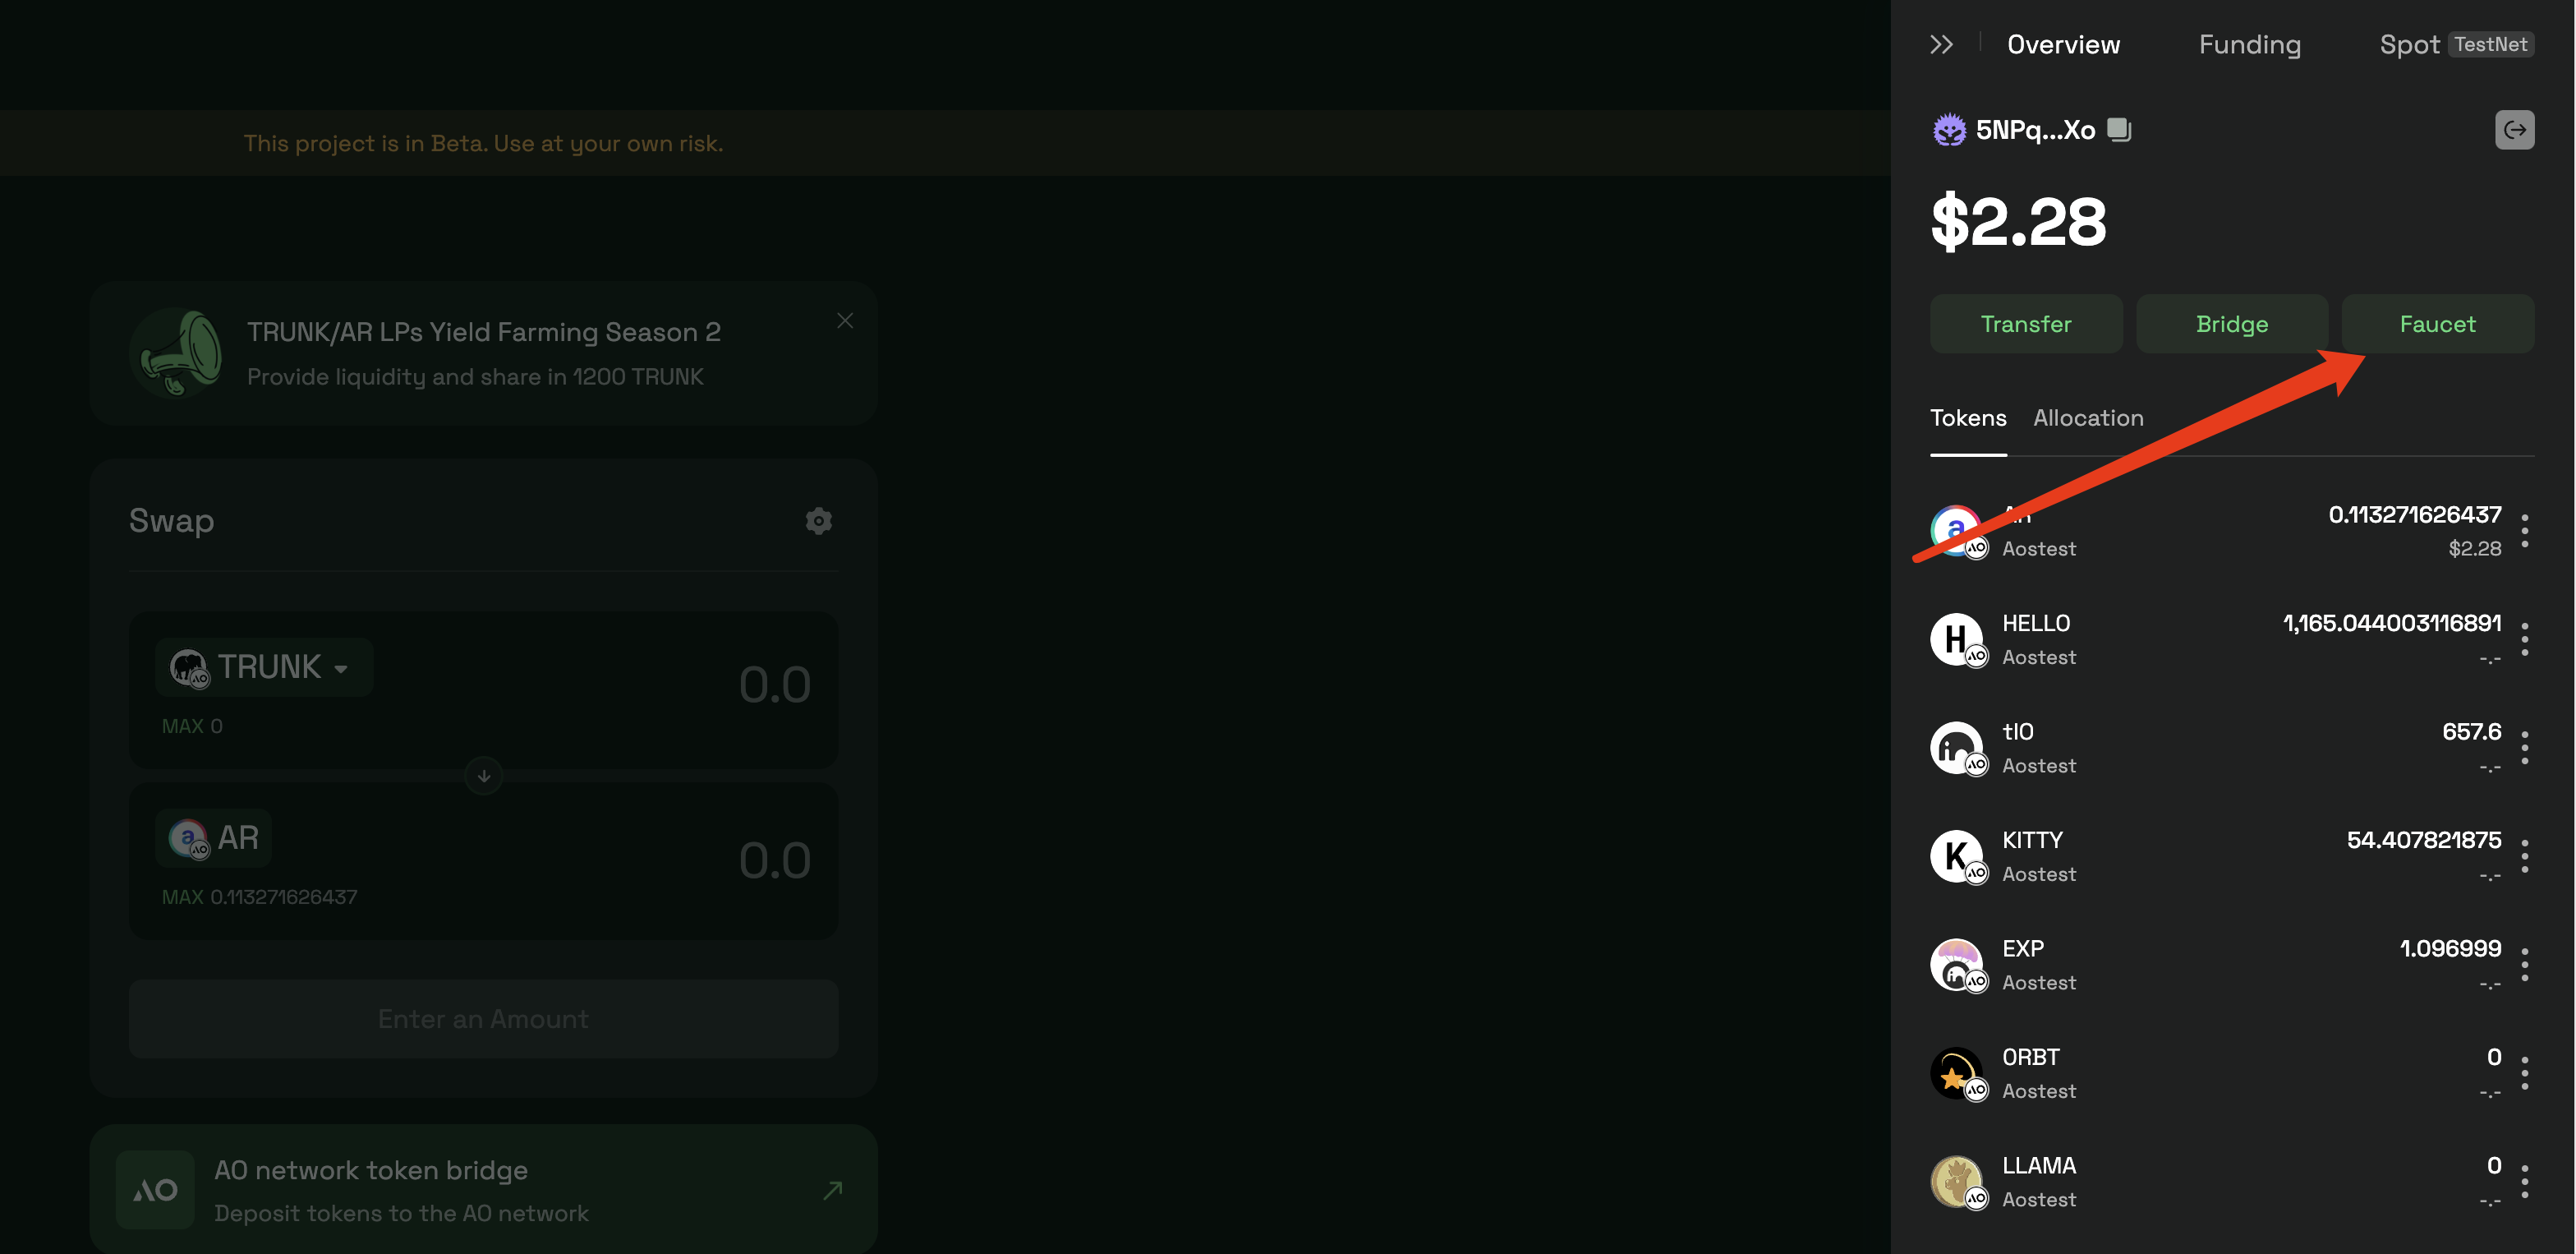 This project is in Beta. Use at your own risk.
TRUNK/AR LPs Yield Farming Season 2
Provide liquidity and share in 1200 TRUNK
Swap
TRUNK
0.0
MAX 0
AR
0.0
MAX 0.113271626437
Enter an Amount
AO
AO network token bridge
Deposit tokens to the AO network
Overview Funding Spot TestNet
5NPq...Xo
$2.28
Transfer Bridge Faucet
Tokens Allocation
0.113271626437
Aostest $2.28
HELLO 1,165.044003116891
Aostest -.-
tIO 657.6
Aostest -.-
KITTY 54.407821875
Aostest -.-
EXP 1.096999
Aostest -.-
0RBT 0
Aostest -.-
LLAMA 0
Aostest -.-